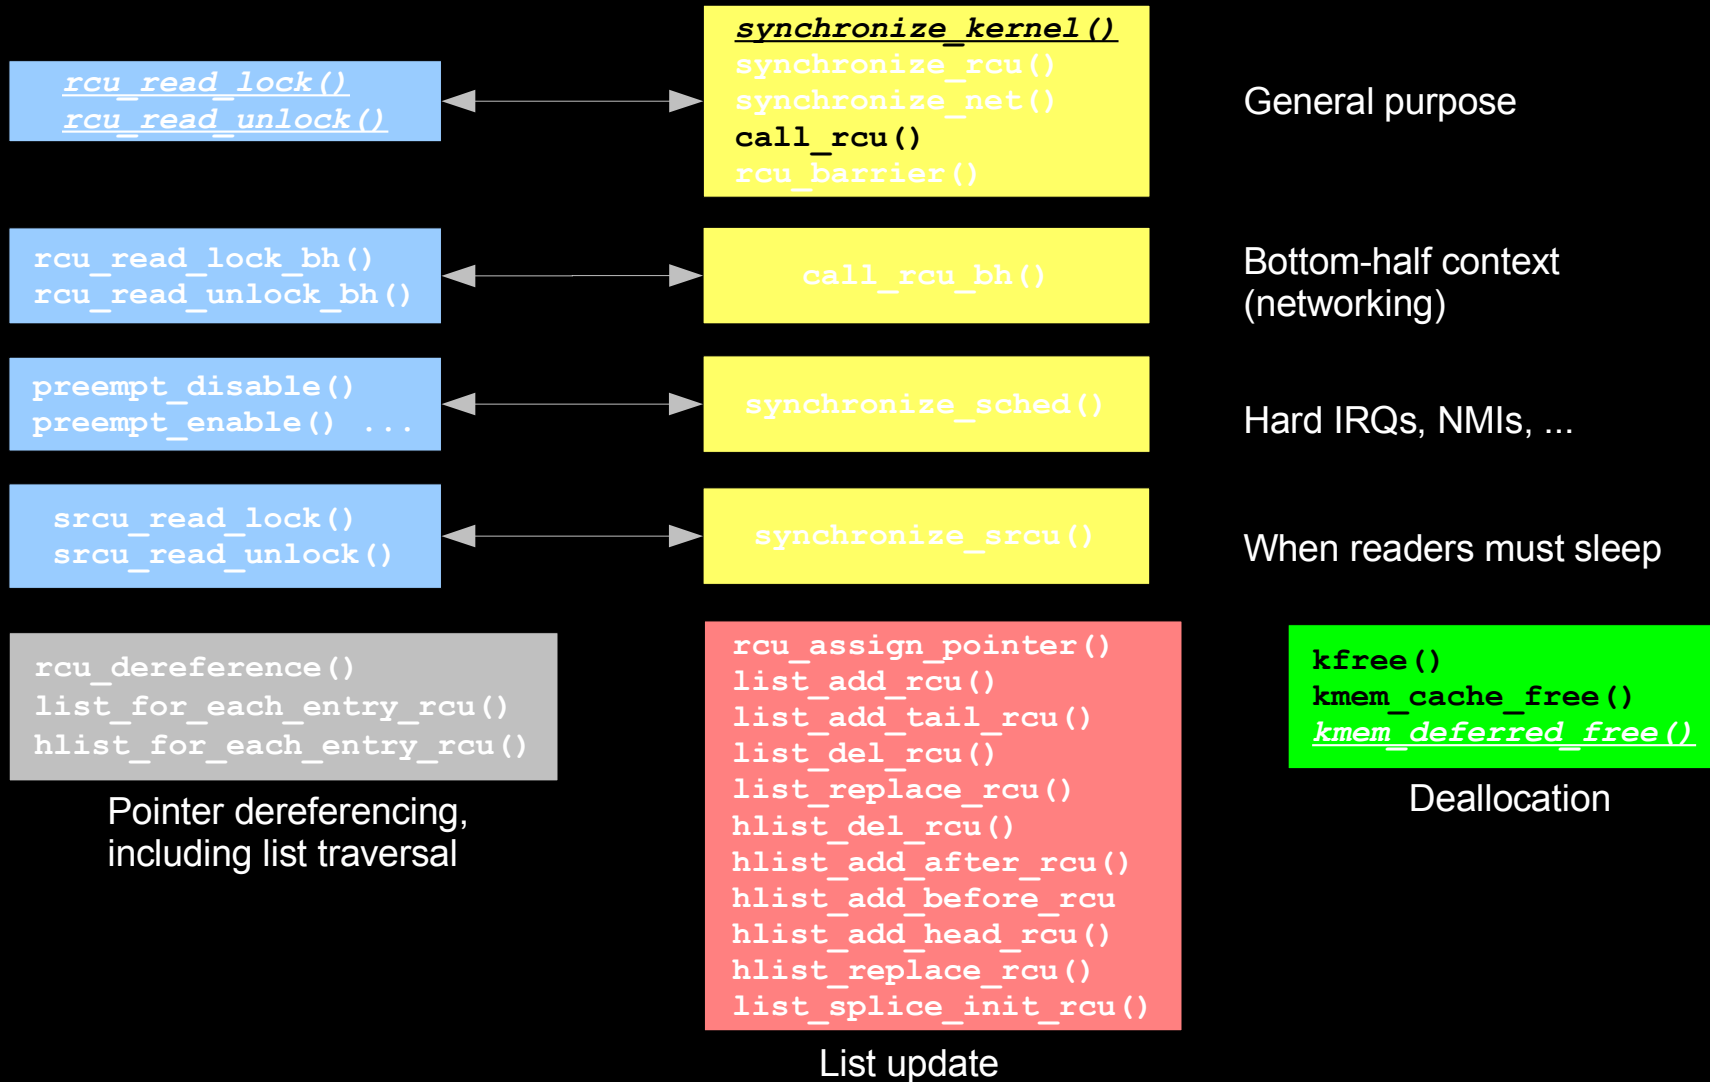 rcu_read_lock()
rcu_read_unlock()
synchronize_kernel()
synchronize_rcu()
synchronize_net()
call_rcu()
rcu_barrier()
General purpose
rcu_read_lock_bh()
rcu_read_unlock_bh()
call_rcu_bh()
Bottom-half context
(networking)
preempt_disable()
preempt_enable() ...
synchronize_sched()
Hard IRQs, NMIs, ...
srcu_read_lock()
srcu_read_unlock()
synchronize_srcu()
When readers must sleep
rcu_dereference()
list_for_each_entry_rcu()
hlist_for_each_entry_rcu()
Pointer dereferencing,
including list traversal
rcu_assign_pointer()
list_add_rcu()
list_add_tail_rcu()
list_del_rcu()
list_replace_rcu()
hlist_del_rcu()
hlist_add_after_rcu()
hlist_add_before_rcu
hlist_add_head_rcu()
hlist_replace_rcu()
list_splice_init_rcu()
List update
kfree()
kmem_cache_free()
kmem_deferred_free()
Deallocation